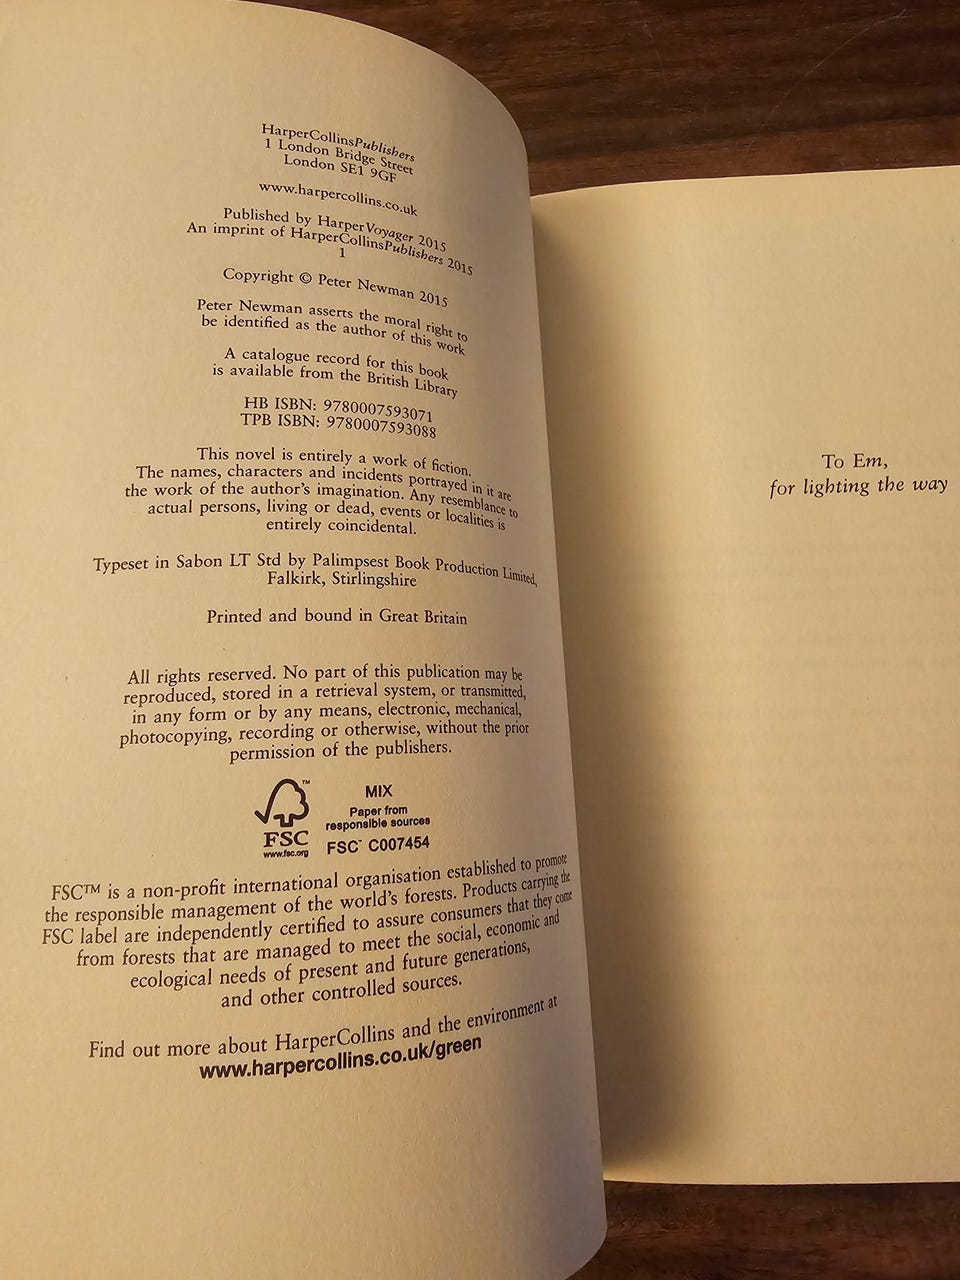 HarperCollinsPublishers
1 London Bridge Street
London SE1 9GF
www.harpercollins.co.uk
Published by HarperVoyager 2015
An imprint of HarperCollinsPublishers 2015
1
Copyright © Peter Newman 2015
Peter Newman asserts the moral right to
be identified as the author of this work
A catalogue record for this book
is available from the British Library
HB ISBN: 9780007593071
TPB ISBN: 9780007593088
This novel is entirely a work of fiction.
The names, characters and incidents portrayed in it are
the work of the author's imagination. Any resemblance to
actual persons, living or dead, events or localities is
entirely coincidental.
Typeset in Sabon LT Std by Palimpsest Book Production Limited,
Falkirk, Stirlingshire
Printed and bound in Great Britain
All rights reserved. No part of this publication may be
reproduced, stored in a retrieval system, or transmitted,
in any form or by any means, electronic, mechanical,
photocopying, recording or otherwise, without the prior
permission of the publishers.
FSC
www.fsc.org
MIX
Paper from
responsible sources
FSC™ C007454
FSC™ is a non-profit international organisation established to promote
the responsible management of the world's forests. Products carrying the
FSC label are independently certified to assure consumers that they come
from forests that are managed to meet the social, economic and
ecological needs of present and future generations,
and other controlled sources.
Find out more about HarperCollins and the environment at
www.harpercollins.co.uk/green
To Em,
for lighting the way